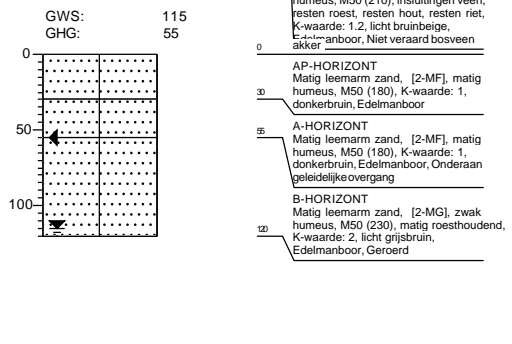 GWS: 115
GHG: 55
0
50
100
humeus, M50 (210), insluitingen veen,
resten roest, resten hout, resten riet,
K-waarde: 1.2, licht bruinbeige,
Edelmanboor, Niet veraard bosveen
0 akker
AP-HORIZONT
Matig leemarm zand, [2-MF], matig
30 humeus, M50 (180), K-waarde: 1,
donkerbruin, Edelmanboor
55 A-HORIZONT
Matig leemarm zand, [2-MF], matig
humeus, M50 (180), K-waarde: 1,
donkerbruin, Edelmanboor, Onderaan
geleidelijke overgang
B-HORIZONT
Matig leemarm zand, [2-MG], zwak
120 humeus, M50 (230), matig roesthoudend,
K-waarde: 2, licht grijsbruin,
Edelmanboor, Geroerd